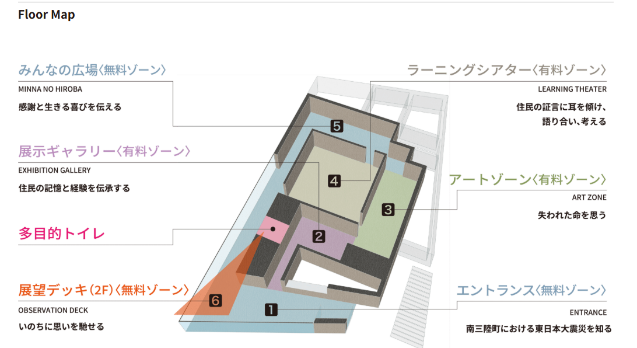 Floor Map
みんなの広場〈無料ゾーン〉
MINNA NO HIROBA
感謝と生きる喜びを伝える
展示ギャラリー〈有料ゾーン〉
EXHIBITION GALLERY
住民の記憶と経験を伝承する
多目的トイレ
展望デッキ（2F）〈無料ゾーン〉
OBSERVATION DECK
いのちに思いを馳せる
5
4
3
2
6
1
ラーニングシアター〈有料ゾーン〉
LEARNING THEATER
住民の証言に耳を傾け、
語り合い、考える
アートゾーン〈有料ゾーン〉
ART ZONE
失われた命を思う
エントランス〈無料ゾーン〉
ENTRANCE
南三陸町における東日本大震災を知る